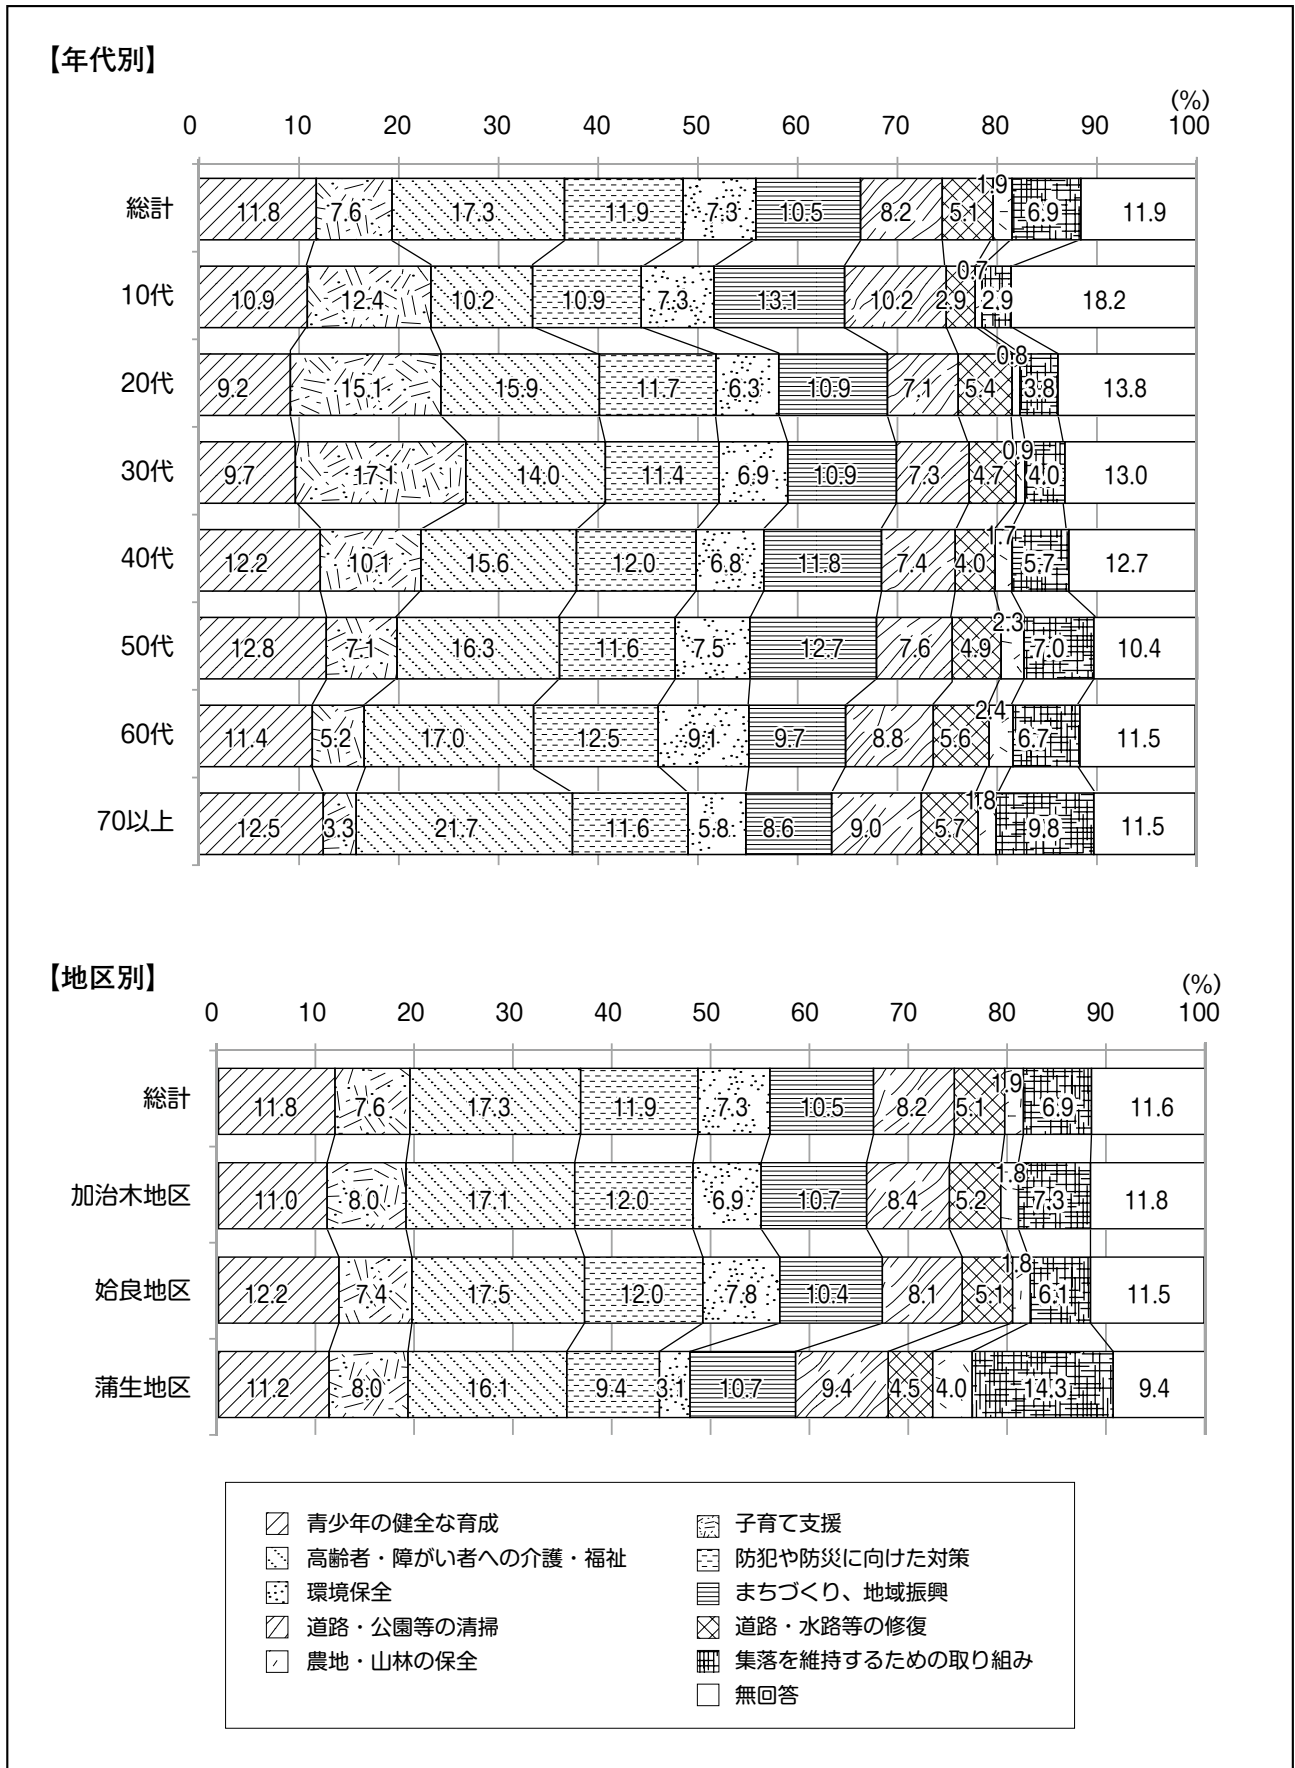 【年代別】
(%)
0 10 20 30 40 50 60 70 80 90 100
総計 11.8 7.6 17.3 11.9 7.3 10.5 8.2 5.1 1.9 6.9 11.9
10代 10.9 12.4 10.2 10.9 7.3 13.1 10.2 2.9 0.7 2.9 18.2
20代 9.2 15.1 15.9 11.7 6.3 10.9 7.1 5.4 0.8 3.8 13.8
30代 9.7 17.1 14.0 11.4 6.9 10.9 7.3 4.7 0.9 4.0 13.0
40代 12.2 10.1 15.6 12.0 6.8 11.8 7.4 4.0 1.7 5.7 12.7
50代 12.8 7.1 16.3 11.6 7.5 12.7 7.6 4.9 2.3 7.0 10.4
60代 11.4 5.2 17.0 12.5 9.1 9.7 8.8 5.6 2.4 6.7 11.5
70以上 12.5 3.3 21.7 11.6 5.8 8.6 9.0 5.7 1.8 9.8 11.5
【地区別】
(%)
0 10 20 30 40 50 60 70 80 90 100
総計 11.8 7.6 17.3 11.9 7.3 10.5 8.2 5.1 1.9 6.9 11.6
加治木地区 11.0 8.0 17.1 12.0 6.9 10.7 8.4 5.2 1.8 7.3 11.8
姶良地区 12.2 7.4 17.5 12.0 7.8 10.4 8.1 5.1 1.8 6.1 11.5
蒲生地区 11.2 8.0 16.1 9.4 3.1 10.7 9.4 4.5 4.0 14.3 9.4
青少年の健全な育成 子育て支援
高齢者・障がい者への介護・福祉 防犯や防災に向けた対策
環境保全 まちづくり、地域振興
道路・公園等の清掃 道路・水路等の修復
農地・山林の保全 集落を維持するための取り組み
無回答